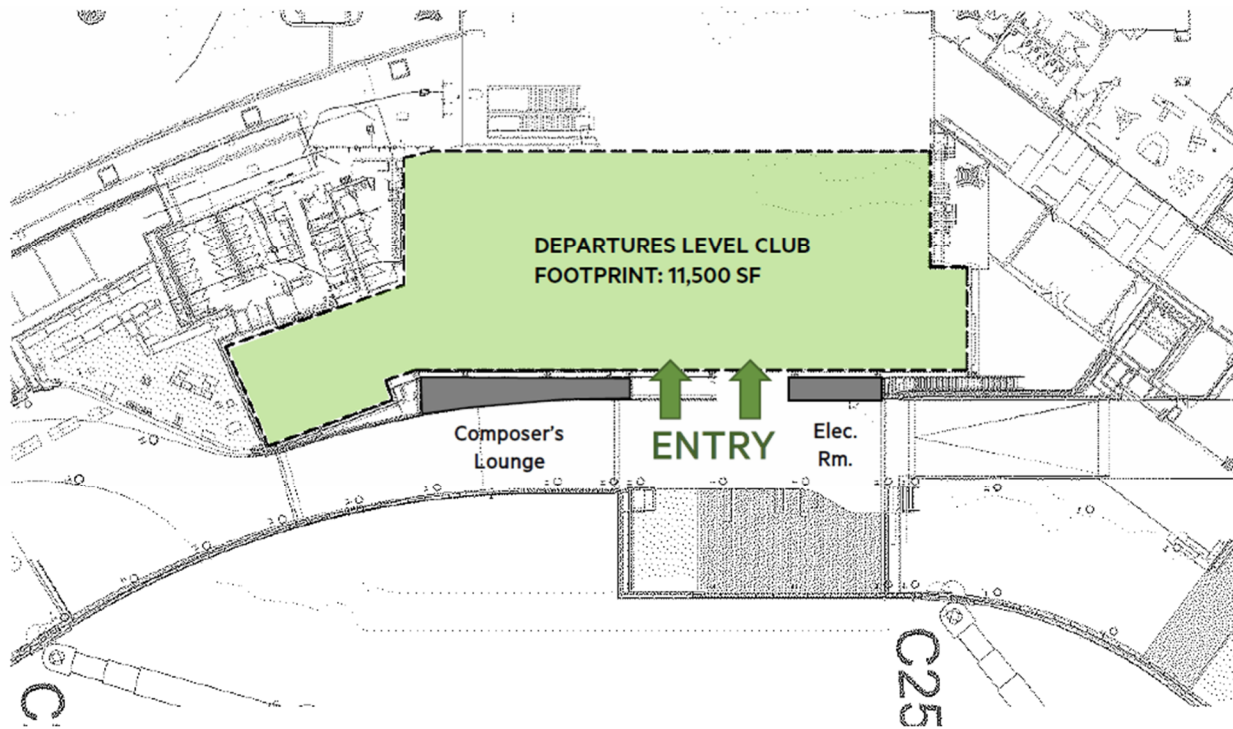 DEPARTURES LEVEL CLUB
FOOTPRINT: 11,500 SF
Composer's
Lounge
ENTRY
Elec.
Rm.
C25
C